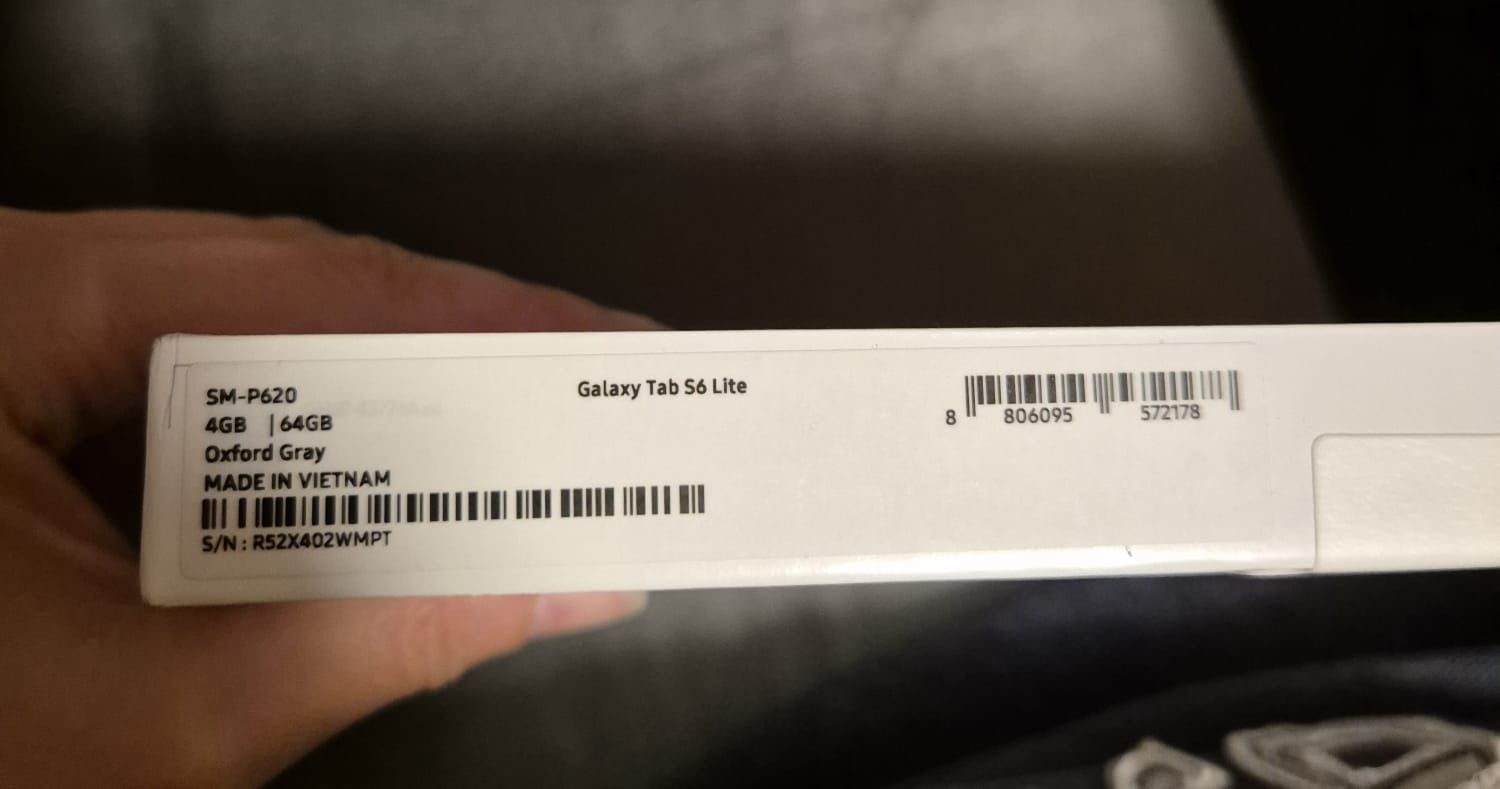 SM-P620
4GB | 64GB
Oxford Gray
MADE IN VIETNAM
S/N : R52X402WMPT
Galaxy Tab S6 Lite
8 806095 572178